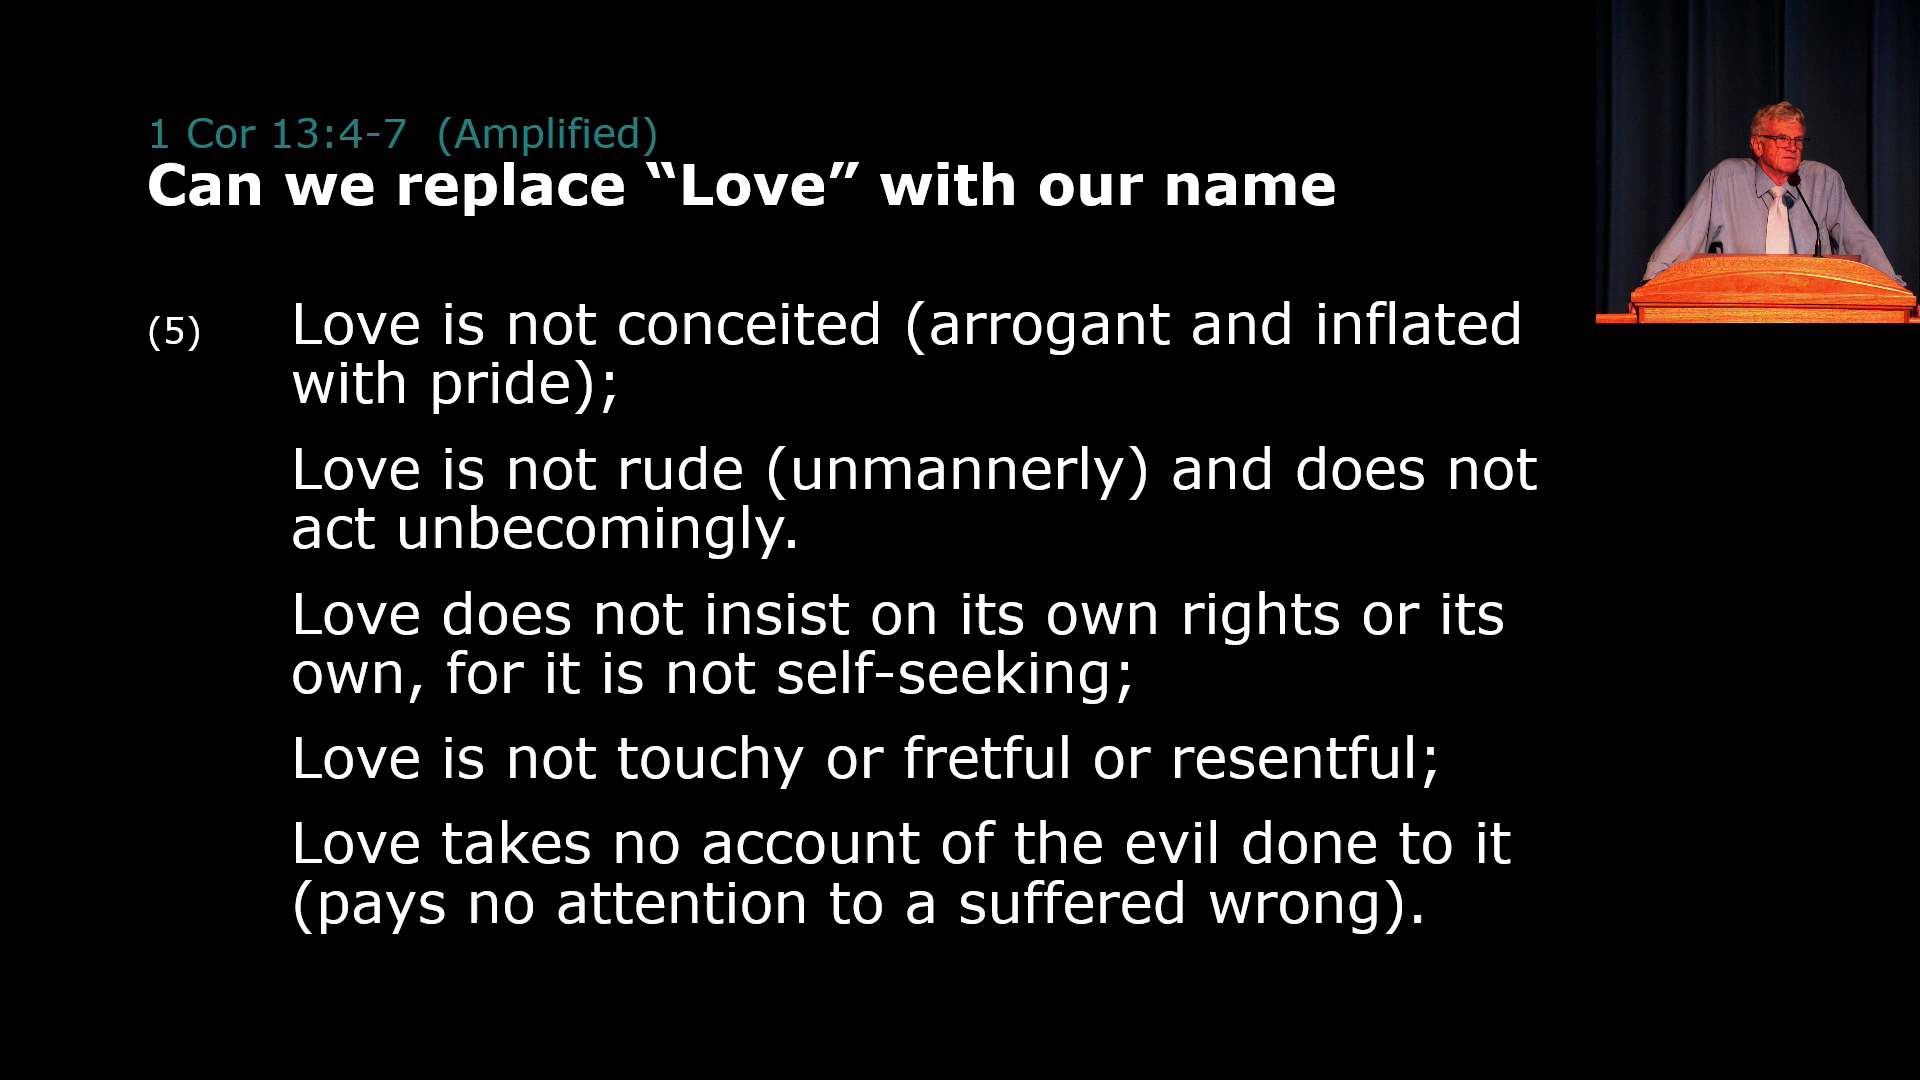 1 Cor 13:4-7 (Amplified)
Can we replace “Love” with our name
(5) Love is not conceited (arrogant and inflated
with pride);
Love is not rude (unmannerly) and does not
act unbecomingly.
Love does not insist on its own rights or its
own, for it is not self-seeking;
Love is not touchy or fretful or resentful;
Love takes no account of the evil done to it
(pays no attention to a suffered wrong).